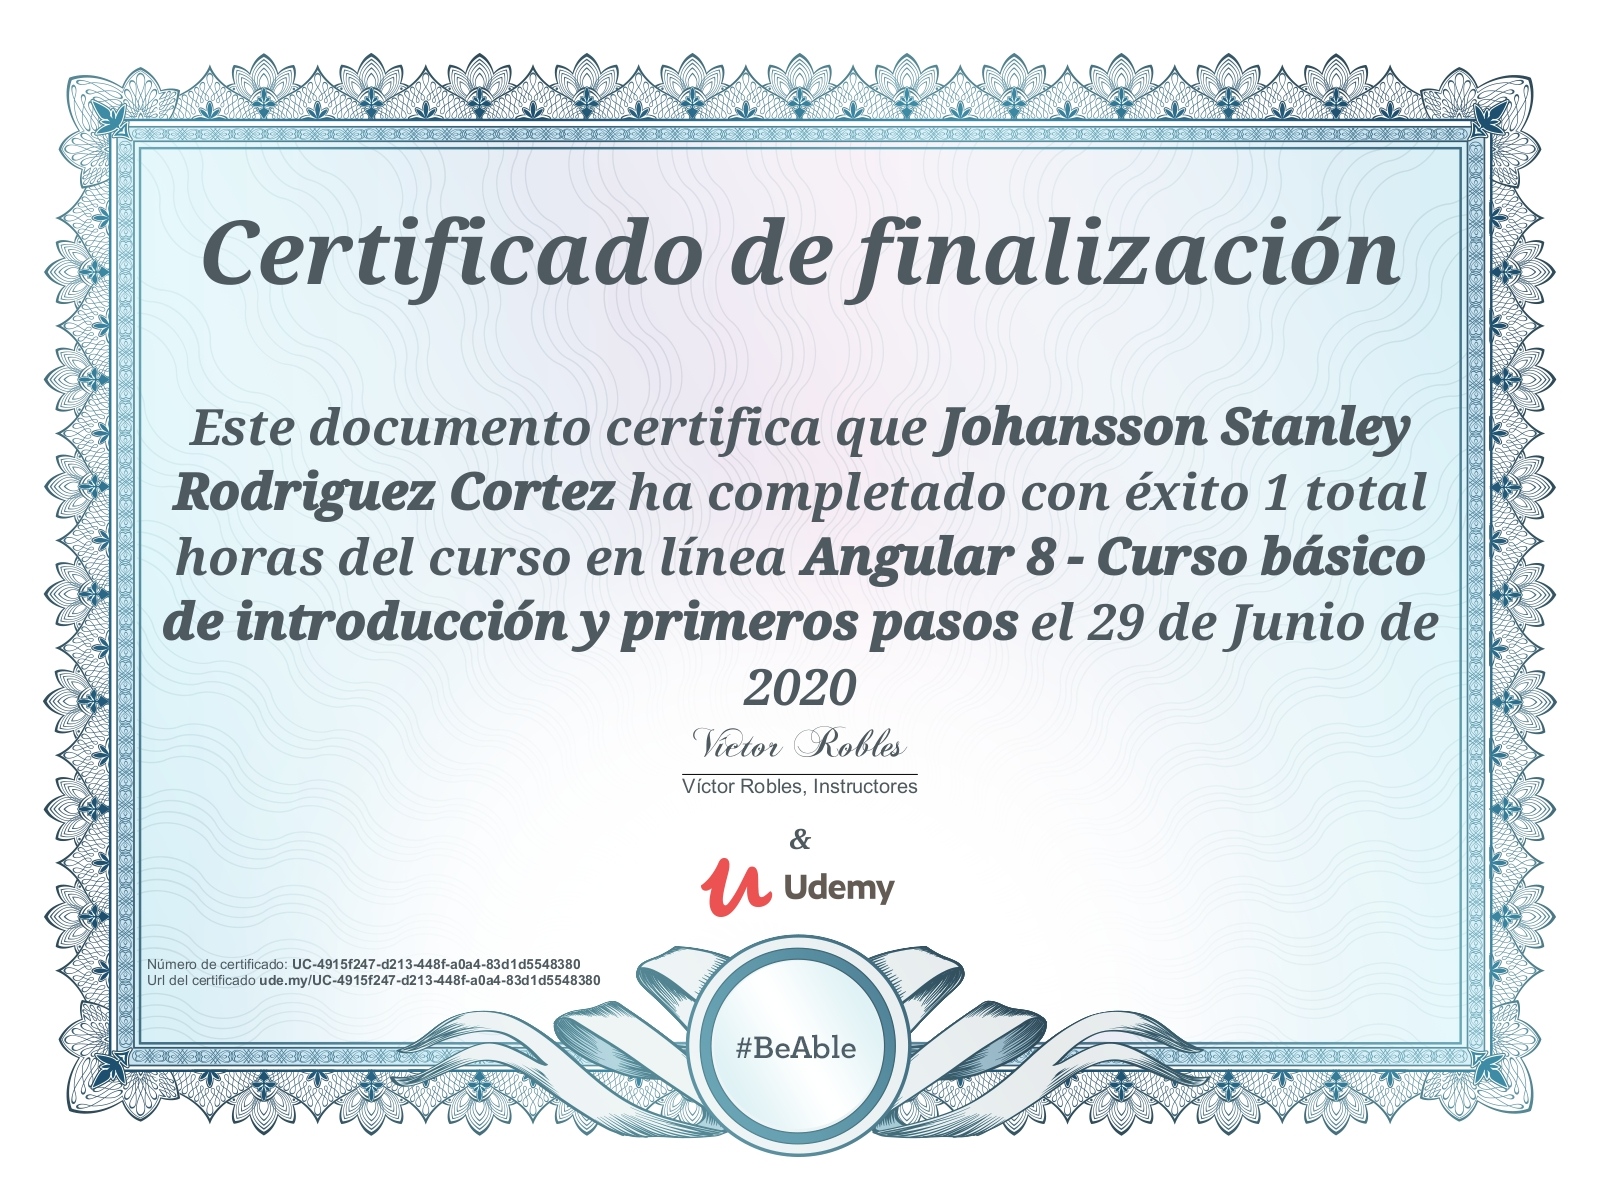 Certificado de finalización
Este documento certifica que Johansson Stanley
Rodriguez Cortez ha completado con éxito 1 total
horas del curso en línea Angular 8 - Curso básico
de introducción y primeros pasos el 29 de Junio de
2020
Víctor Robles
Víctor Robles, Instructores
&
Udemy
Número de certificado: UC-4915f247-d213-448f-a0a4-83d1d5548380
Url del certificado ude.my/UC-4915f247-d213-448f-a0a4-83d1d5548380
#BeAble